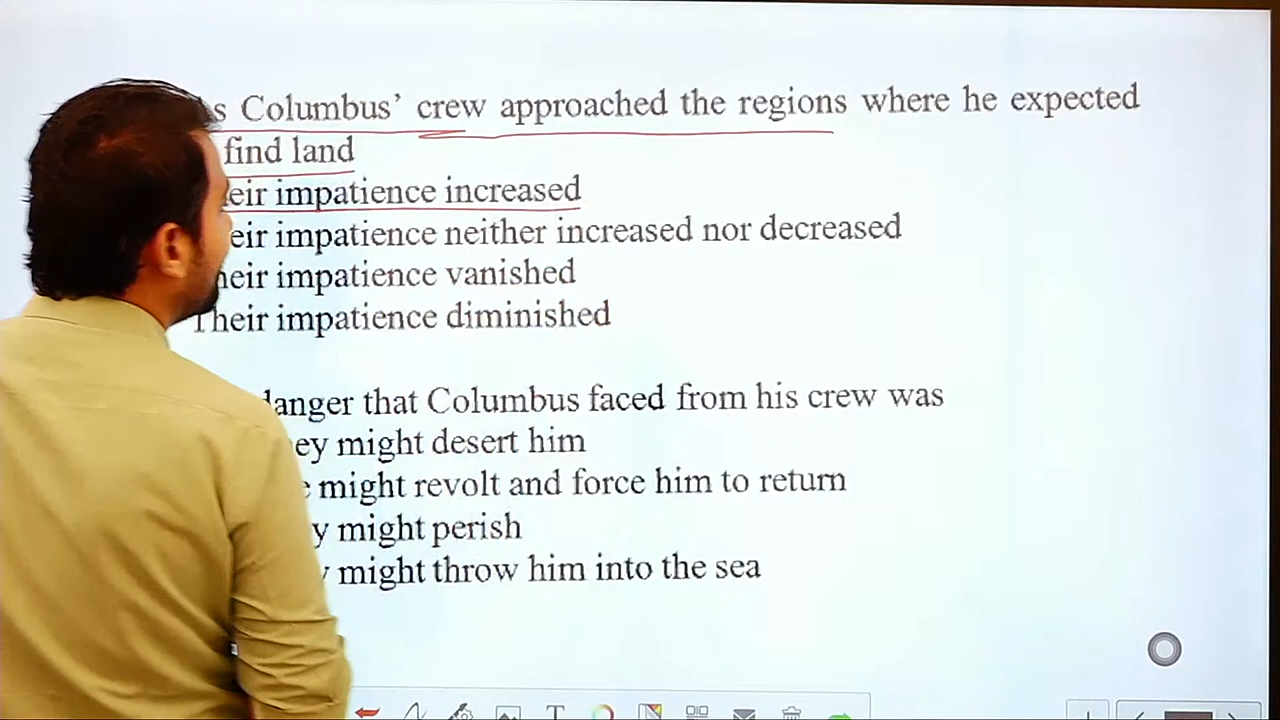 s Columbus' crew approached the regions where he expected
find land
eir impatience increased
eir impatience neither increased nor decreased
heir impatience vanished
Their impatience diminished
danger that Columbus faced from his crew was
ey might desert him
might revolt and force him to return
y might perish
might throw him into the sea